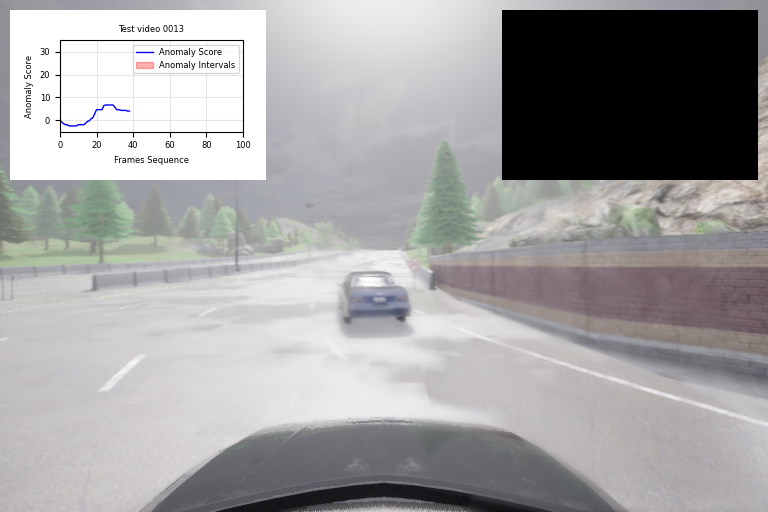 Test video 0013
Anomaly Score
30
20
10
0
Anomaly Score
Anomaly Intervals
0 20 40 60 80 100
Frames Sequence